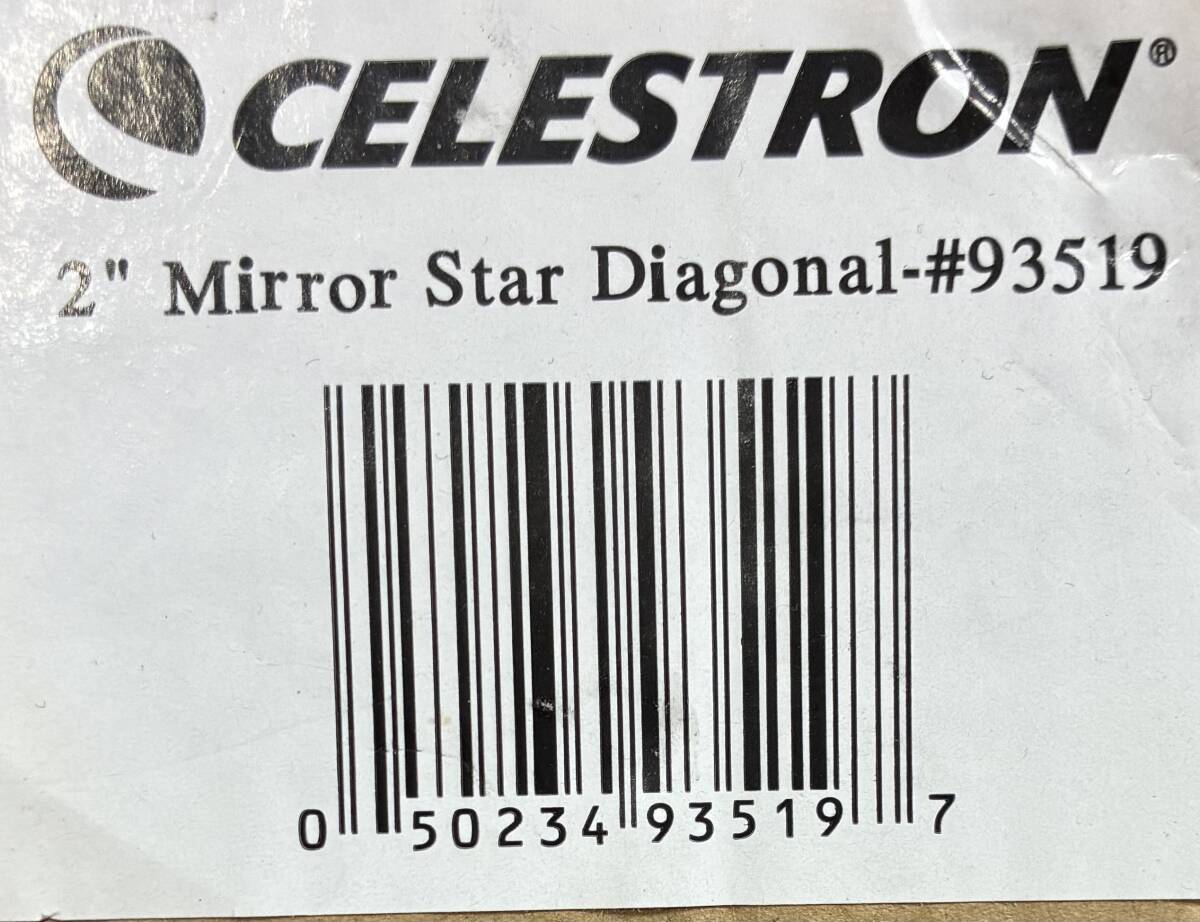 CELESTRON®
2" Mirror Star Diagonal-#93519
0 50234 93519 7